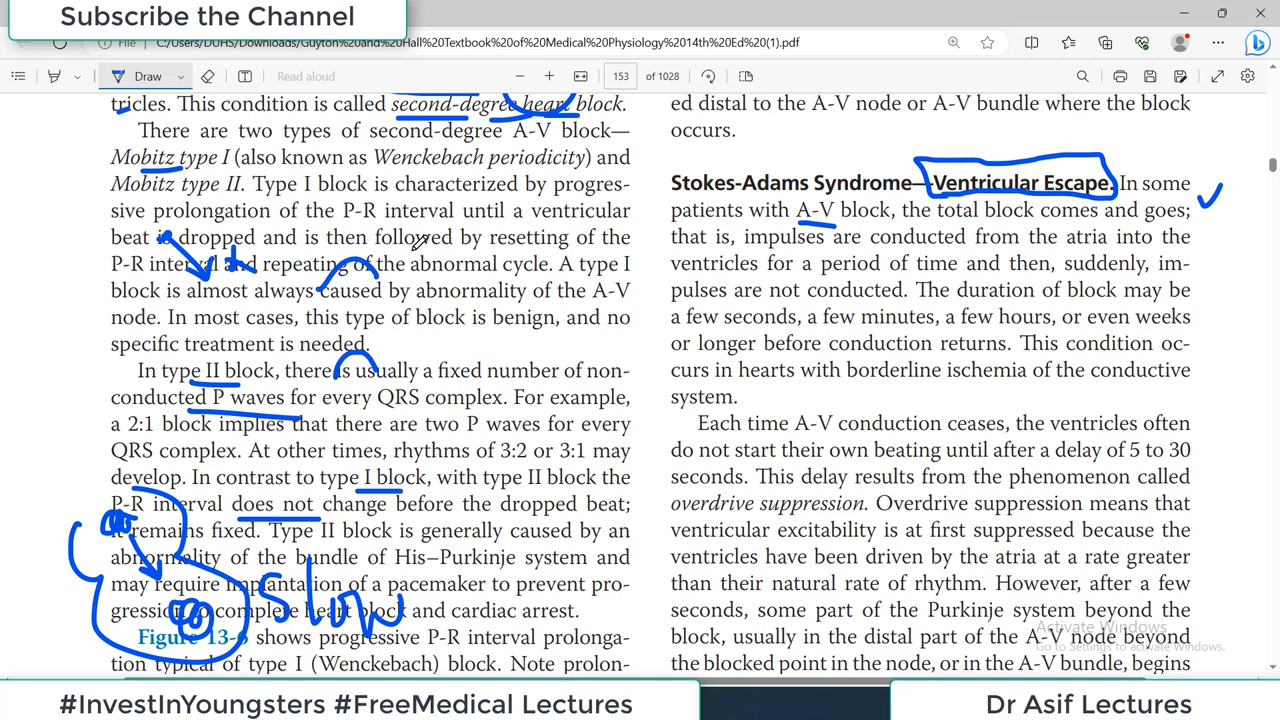 Subscribe the Channel
File
C:/Users/DUHS/Downloads/Guyton%20and%20Hall%20Textbook%20of%20Medical%20Physiology%2014th%20Ed%20(1).pdf
Draw
Read aloud
153 of 1028
tricles. This condition is called second-degree heart block.
There are two types of second-degree A-V block—
Mobitz type I (also known as Wenckebach periodicity) and
Mobitz type II. Type I block is characterized by progres-
sive prolongation of the P-R interval until a ventricular
beat is dropped and is then followed by resetting of the
P-R interval and repeating of the abnormal cycle. A type I
block is almost always caused by abnormality of the A-V
node. In most cases, this type of block is benign, and no
specific treatment is needed.
In type II block, there is usually a fixed number of non-
conducted P waves for every QRS complex. For example,
a 2:1 block implies that there are two P waves for every
QRS complex. At other times, rhythms of 3:2 or 3:1 may
develop. In contrast to type I block, with type II block the
P-R interval does not change before the dropped beat;
it remains fixed. Type II block is generally caused by an
abnormality of the bundle of His–Purkinje system and
may require implantation of a pacemaker to prevent pro-
gression to complete heart block and cardiac arrest.
Slow
Figure 13-6 shows progressive P-R interval prolonga-
tion typical of type I (Wenckebach) block. Note prolon-
ed distal to the A-V node or A-V bundle where the block
occurs.
Stokes-Adams Syndrome—Ventricular Escape. In some
patients with A-V block, the total block comes and goes;
that is, impulses are conducted from the atria into the
ventricles for a period of time and then, suddenly, im-
pulses are not conducted. The duration of block may be
a few seconds, a few minutes, a few hours, or even weeks
or longer before conduction returns. This condition oc-
curs in hearts with borderline ischemia of the conductive
system.
Each time A-V conduction ceases, the ventricles often
do not start their own beating until after a delay of 5 to 30
seconds. This delay results from the phenomenon called
overdrive suppression. Overdrive suppression means that
ventricular excitability is at first suppressed because the
ventricles have been driven by the atria at a rate greater
than their natural rate of rhythm. However, after a few
seconds, some part of the Purkinje system beyond the
block, usually in the distal part of the A-V node beyond
the blocked point in the node, or in the A-V bundle, begins
Activate Windows
Go to Settings to activate Windows.
#InvestInYoungsters #FreeMedical Lectures
Dr Asif Lectures